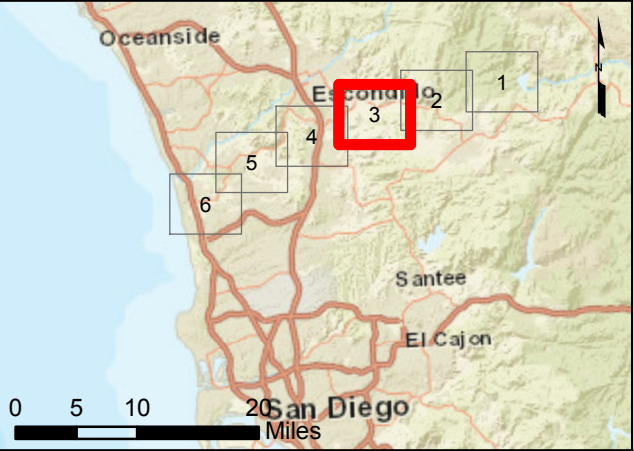 Oceanside
N
1
Escondido
2
3
4
5
6
Santee
El Cajon
0 5 10 20
San Diego
Miles